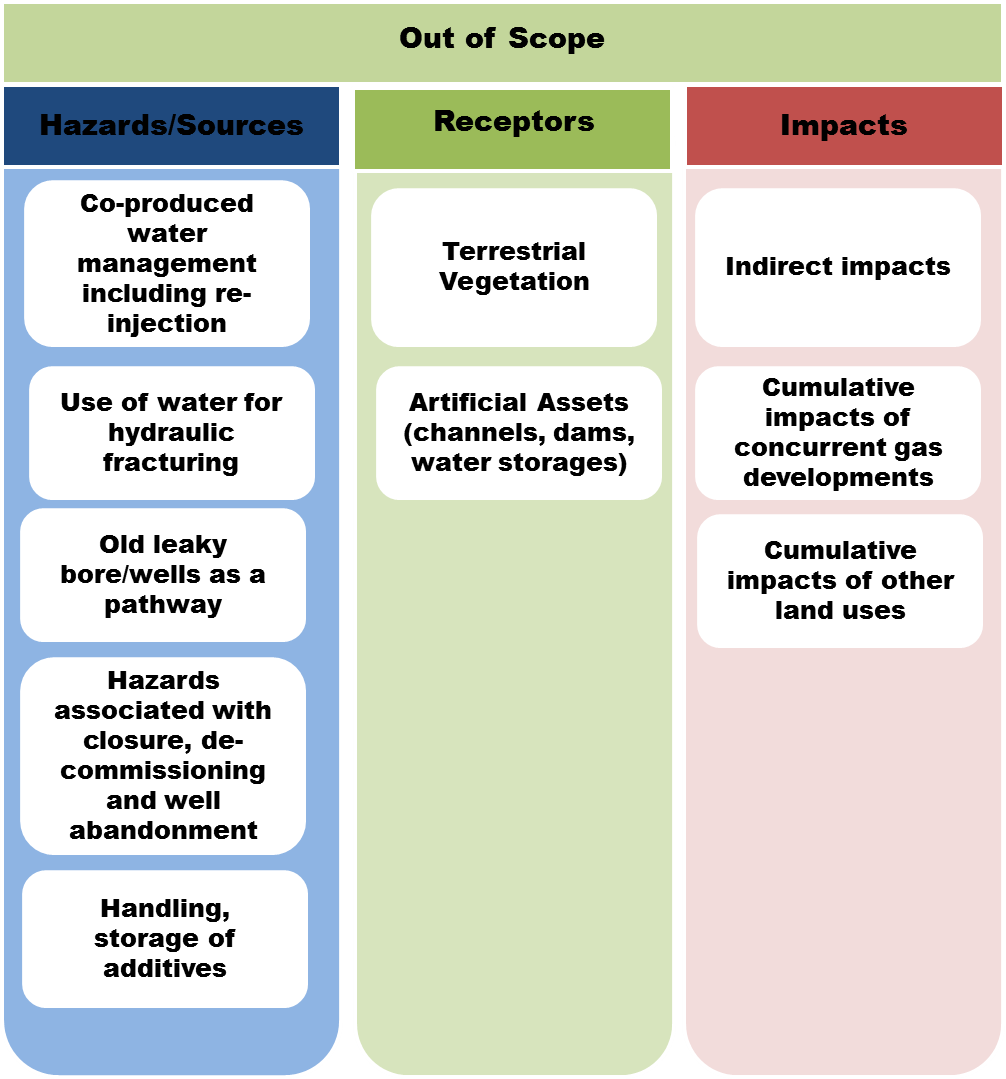 Out of Scope
Hazards/Sources
Co-produced
water
management
including re-
injection
Use of water for
hydraulic
fracturing
Old leaky
bore/wells as a
pathway
Hazards
associated with
closure, de-
commissioning
and well
abandonment
Handling,
storage of
additives
Receptors
Terrestrial
Vegetation
Artificial Assets
(channels, dams,
water storages)
Impacts
Indirect impacts
Cumulative
impacts of
concurrent gas
developments
Cumulative
impacts of other
land uses